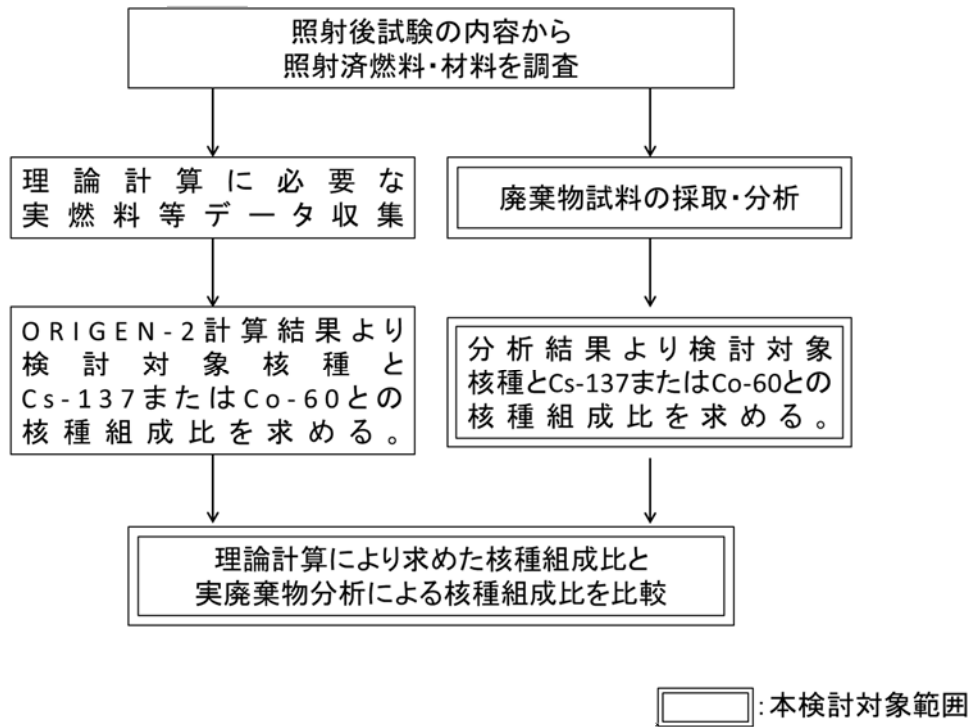 照射後試験の内容から
照射済燃料・材料を調査
理論計算に必要な
実燃料等データ収集
廃棄物試料の採取・分析
ORIGEN-2計算結果より
検討対象核種と
Cs-137またはCo-60との
核種組成比を求める。
分析結果より検討対象
核種とCs-137またはCo-60との
核種組成比を求める。
理論計算により求めた核種組成比と
実廃棄物分析による核種組成比を比較
:本検討対象範囲